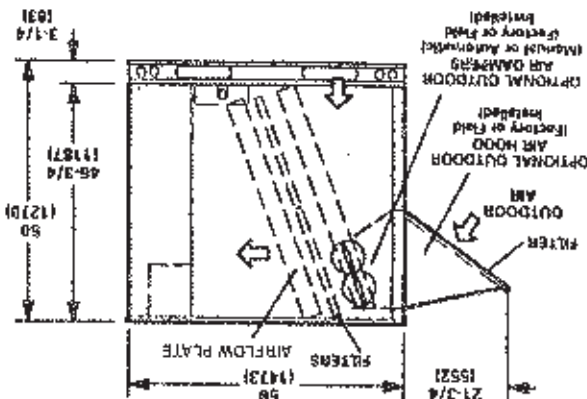 21-3/4
(552)
58
(1473)
FILTERS
AIRFLOW PLATE
FILTER
OUTDOOR
AIR
OPTIONAL OUTDOOR
AIR HOOD
(Factory or Field
Installed)
OPTIONAL OUTDOOR
AIR DAMPERS
(Manual or Automatic)
(Factory or Field
Installed)
50
(1270)
46-3/4
(1187)
3-1/4
(83)